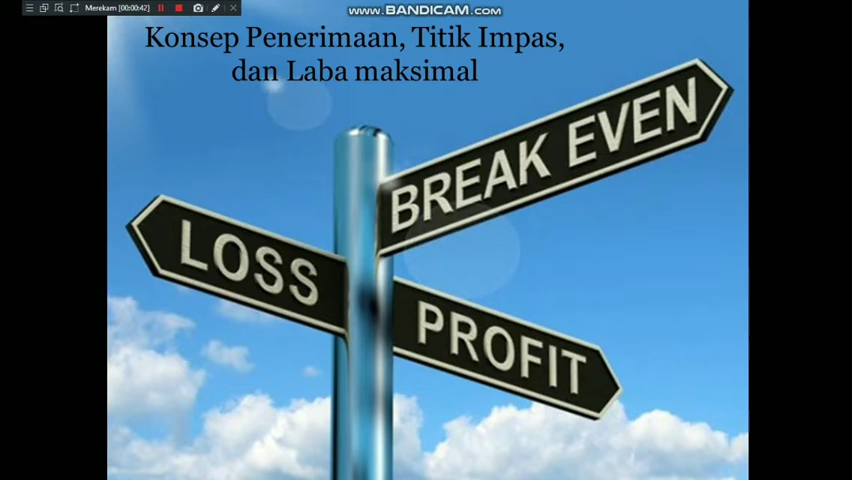 Merekam [00:00:42]
www.BANDICAM.com
Konsep Penerimaan, Titik Impas,
dan Laba maksimal
BREAK EVEN
LOSS
PROFIT